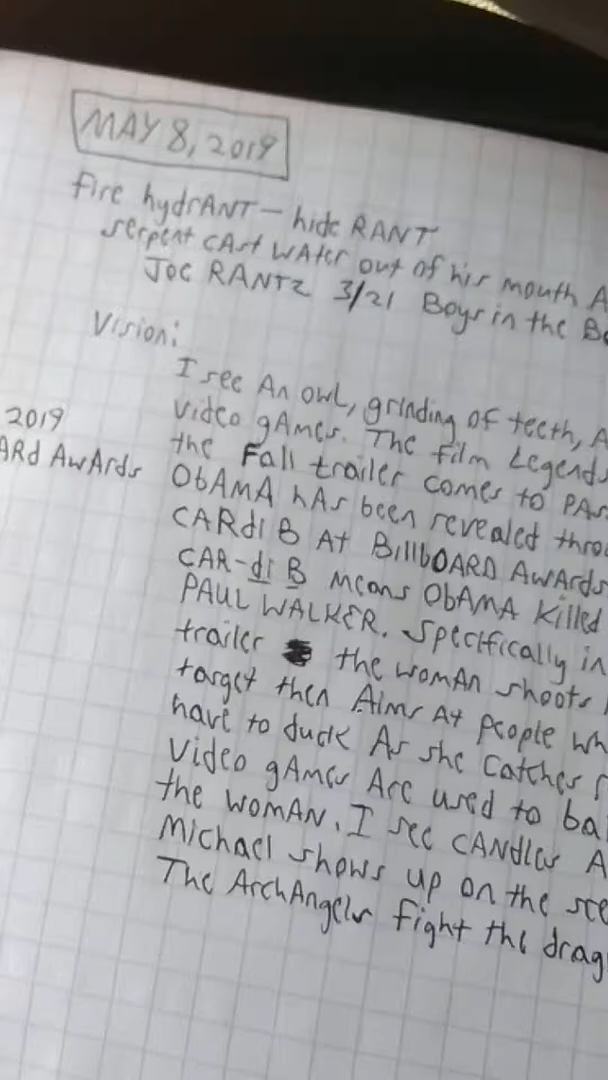 MAY 8, 2019
fire hydrANT - hide RANT
serpent cAst WAter out of his mouth A
JOE RANTZ 3/21 Boys in the Bo
Vision:
I see An owl, grinding of teeth, A
video gAmes. The film Legends
2019 the Fall trailer comes to PAs
ARd AwArds ObAMA hAs been revealed thro
CARdi B At BillbOARD AwArds
CAR-di B means ObAMA killed
PAUL WALKER. Specifically in
trailer the womAn shoots
target then Aims At people wh
have to duck As she catches
Video gAmes Are used to ba
the womAN. I see cANdles A
Michael shows up on the sce
The ArchAngels fight the drag